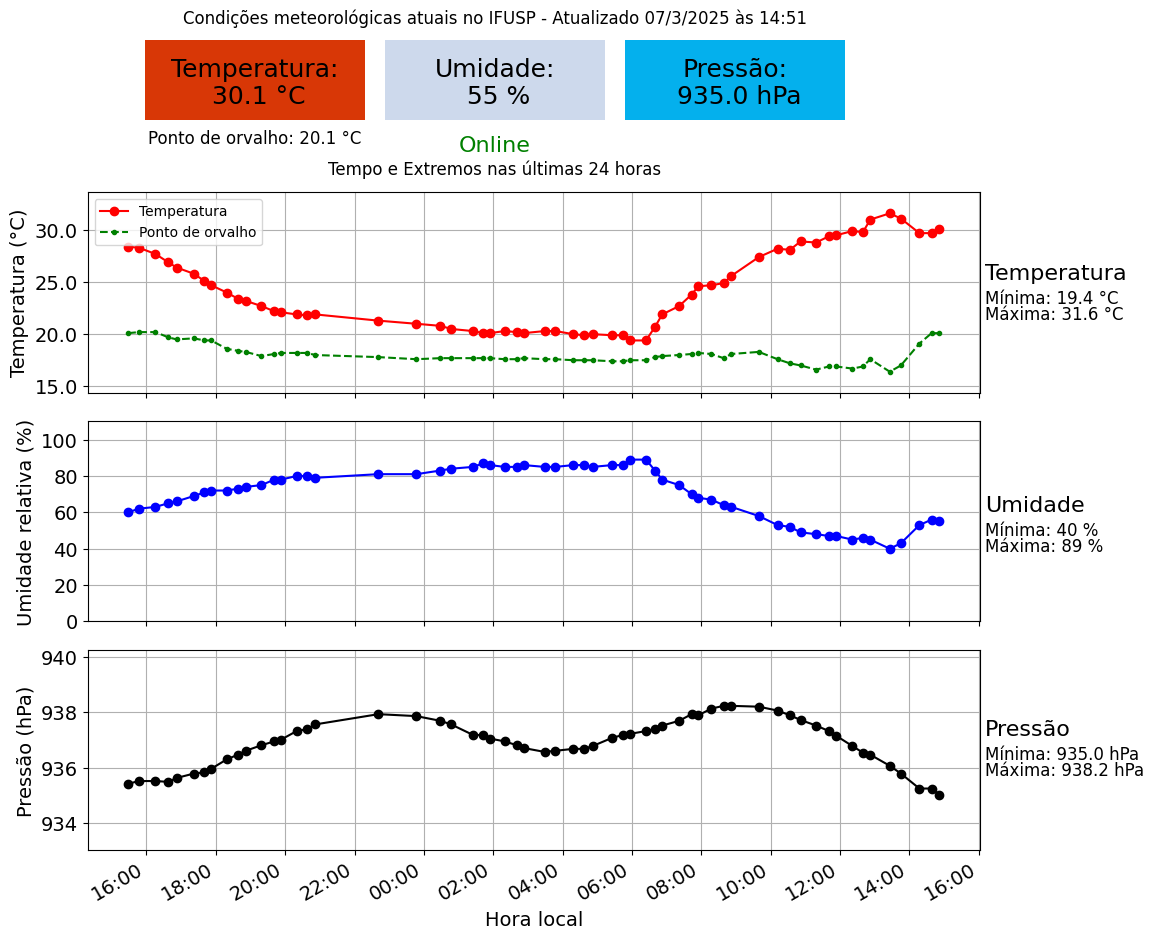 Condições meteorológicas atuais no IFUSP - Atualizado 07/3/2025 às 14:51
Temperatura:
30.1 °C
Umidade:
55 %
Pressão:
935.0 hPa
Ponto de orvalho: 20.1 °C
Online
Tempo e Extremos nas últimas 24 horas
Temperatura (°C)
30.0
25.0
20.0
15.0
Temperatura
Ponto de orvalho
Temperatura
Mínima: 19.4 °C
Máxima: 31.6 °C
Umidade relativa (%)
100
80
60
40
20
0
Umidade
Mínima: 40 %
Máxima: 89 %
Pressão (hPa)
940
938
936
934
Pressão
Mínima: 935.0 hPa
Máxima: 938.2 hPa
16:00 18:00 20:00 22:00 00:00 02:00 04:00 06:00 08:00 10:00 12:00 14:00 16:00
Hora local